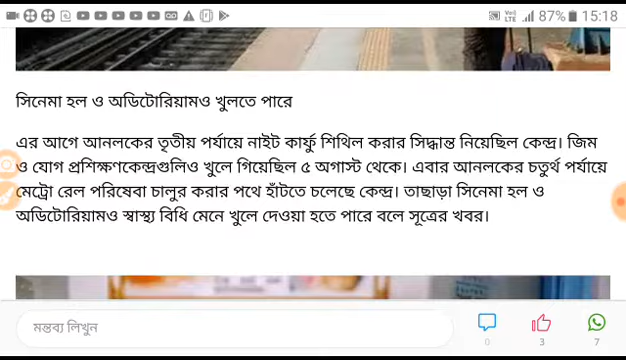 Vo)
LTE
87%
15:18
সিনেমা হল ও অডিটোরিয়ামও খুলতে পারে
এর আগে আনলকের তৃতীয় পর্যায়ে নাইট কার্ফু শিথিল করার সিদ্ধান্ত নিয়েছিল কেন্দ্র। জিম
ও যোগ প্রশিক্ষণকেন্দ্রগুলিও খুলে গিয়েছিল ৫ অগাস্ট থেকে। এবার আনলকের চতুর্থ পর্যায়ে
মেট্রো রেল পরিষেবা চালুর করার পথে হাঁটতে চলেছে কেন্দ্র। তাছাড়া সিনেমা হল ও
অডিটোরিয়ামও স্বাস্থ্য বিধি মেনে খুলে দেওয়া হতে পারে বলে সূত্রের খবর।
মন্তব্য লিখুন
0
3
7